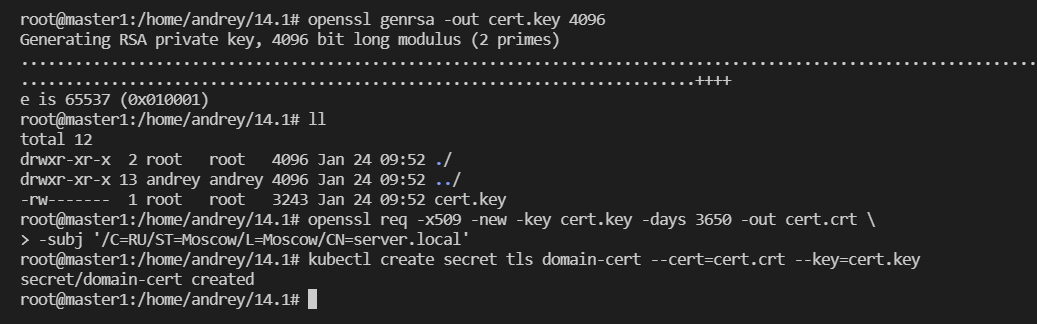 root@master1:/home/andrey/14.1# openssl genrsa -out cert.key 4096
Generating RSA private key, 4096 bit long modulus (2 primes)
.......................................................................................................................
...............................................................................++++
e is 65537 (0x010001)
root@master1:/home/andrey/14.1# ll
total 12
drwxr-xr-x  2 root   root   4096 Jan 24 09:52 ./
drwxr-xr-x 13 andrey andrey 4096 Jan 24 09:52 ../
-rw-------  1 root   root   3243 Jan 24 09:52 cert.key
root@master1:/home/andrey/14.1# openssl req -x509 -new -key cert.key -days 3650 -out cert.crt \
> -subj '/C=RU/ST=Moscow/L=Moscow/CN=server.local'
root@master1:/home/andrey/14.1# kubectl create secret tls domain-cert --cert=cert.crt --key=cert.key
secret/domain-cert created
root@master1:/home/andrey/14.1#